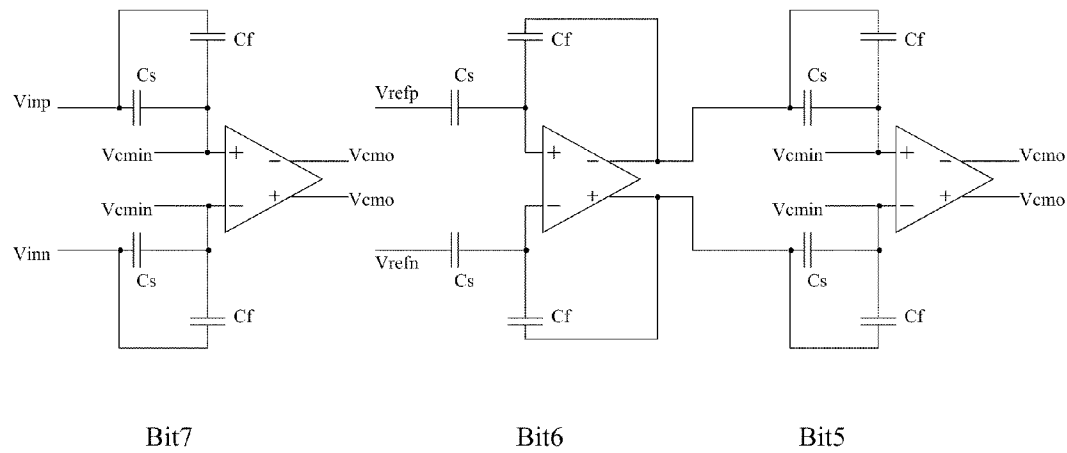 Cf
Cs
Vinp
Vcmin
+
−
Vcmo
+
Vcmo
Vcmin
−
Vinn
Cs
Cf
Bit7
Cf
Cs
Vrefp
+
−
+
−
Vrefn
Cs
Cf
Bit6
Cf
Cs
Vcmin
+
−
Vcmo
+
Vcmo
Vcmin
−
Cs
Cf
Bit5